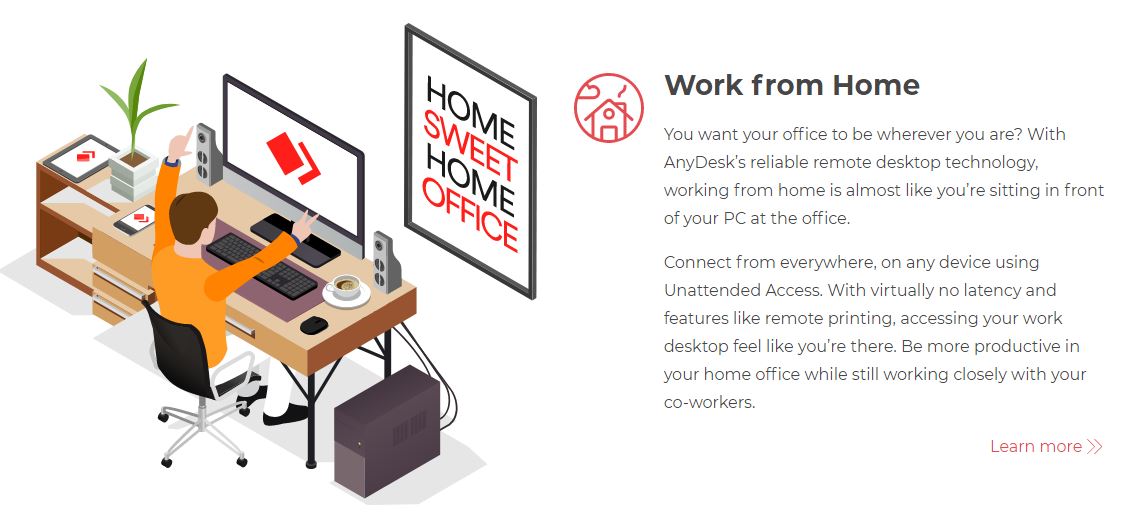 HOME
SWEET
HOME
OFFICE
Work from Home
You want your office to be wherever you are? With
AnyDesk’s reliable remote desktop technology,
working from home is almost like you’re sitting in front
of your PC at the office.
Connect from everywhere, on any device using
Unattended Access. With virtually no latency and
features like remote printing, accessing your work
desktop feel like you’re there. Be more productive in
your home office while still working closely with your
co-workers.
Learn more